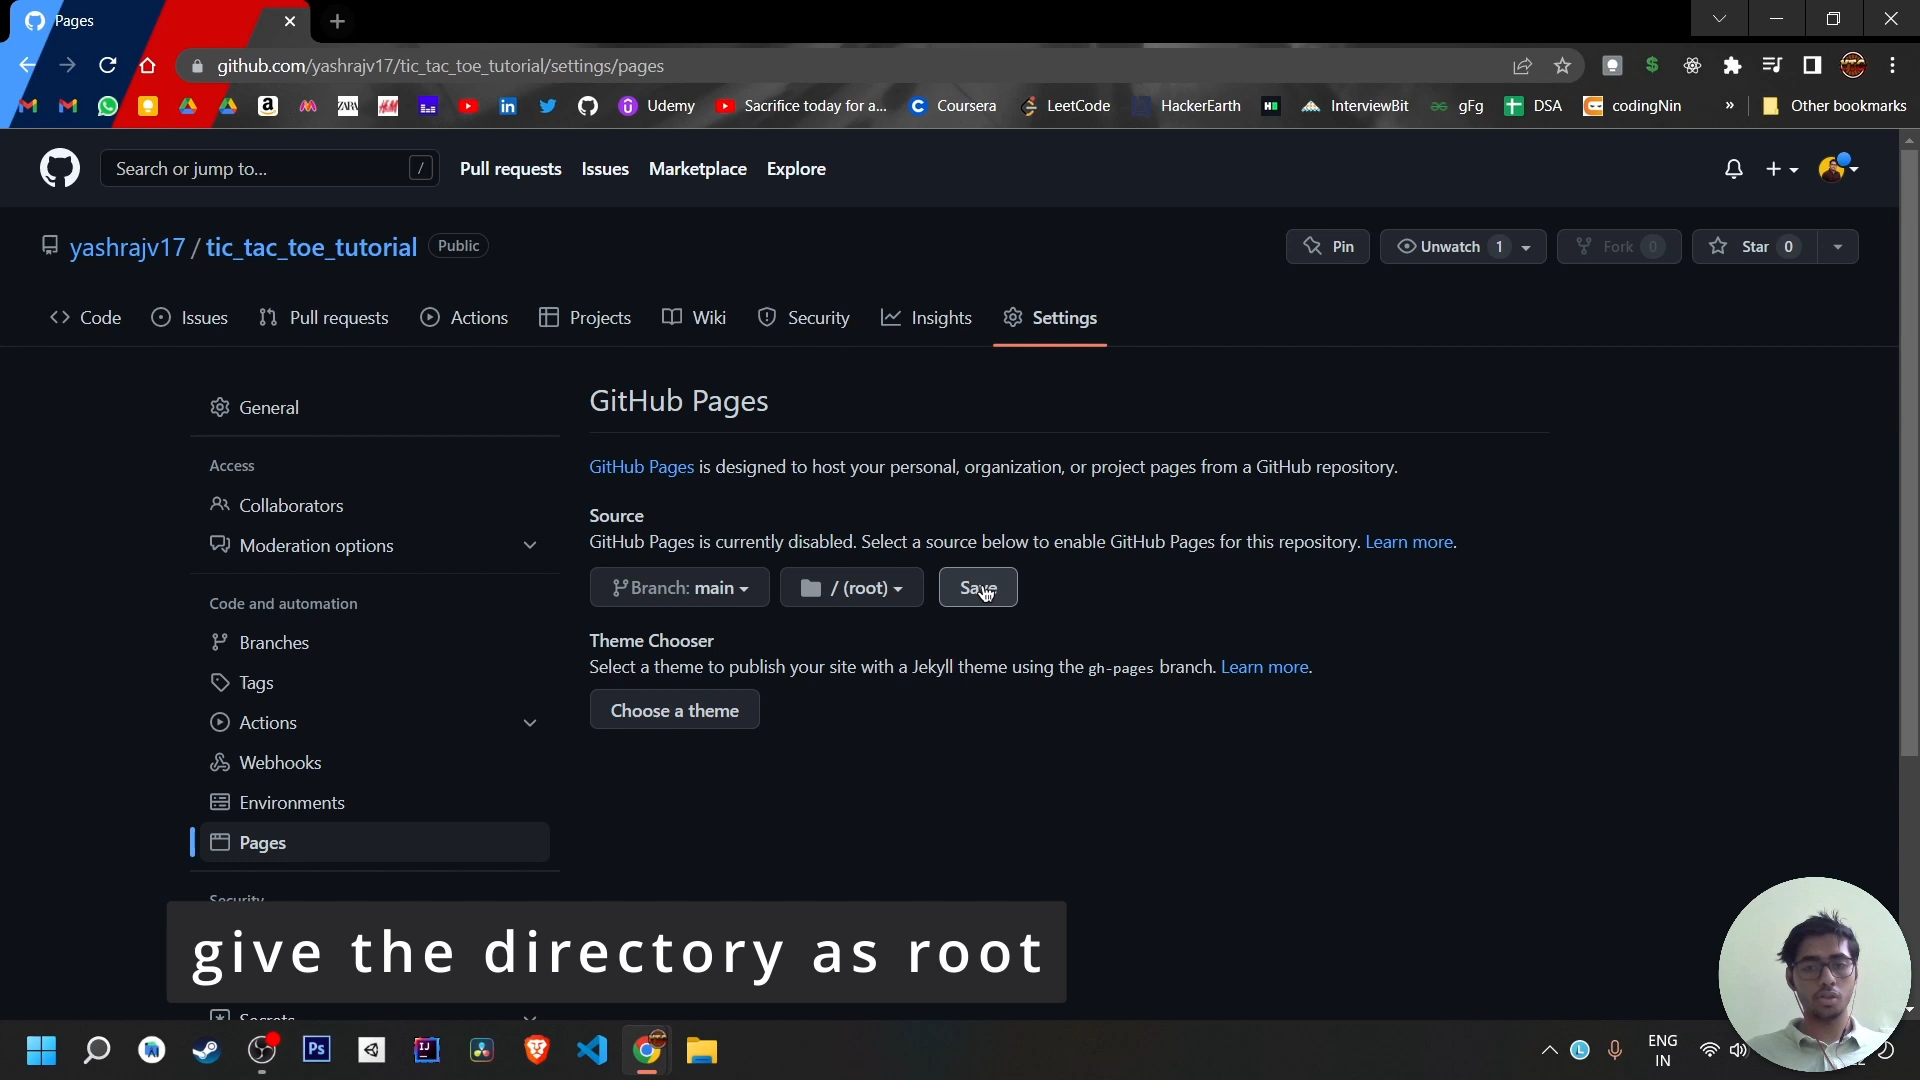 Pages
github.com/yashrajv17/tic_tac_toe_tutorial/settings/pages
Udemy Sacrifice today for a... Coursera LeetCode HackerEarth InterviewBit gFg DSA codingNin » Other bookmarks
Search or jump to... /
Pull requests Issues Marketplace Explore
yashrajv17 / tic_tac_toe_tutorial Public
Pin Unwatch 1 Fork 0 Star 0
Code Issues Pull requests Actions Projects Wiki Security Insights Settings
General
Access
Collaborators
Moderation options
Code and automation
Branches
Tags
Actions
Webhooks
Environments
Pages
Security
Secrets
GitHub Pages
GitHub Pages is designed to host your personal, organization, or project pages from a GitHub repository.
Source
GitHub Pages is currently disabled. Select a source below to enable GitHub Pages for this repository. Learn more.
Branch: main / (root) Save
Theme Chooser
Select a theme to publish your site with a Jekyll theme using the gh-pages branch. Learn more.
Choose a theme
give the directory as root
Ps
ENG
IN